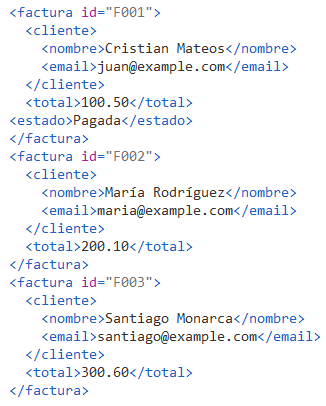 <factura id="F001">
  <cliente>
    <nombre>Cristian Mateos</nombre>
    <email>juan@example.com</email>
  </cliente>
  <total>100.50</total>
<estado>Pagada</estado>
</factura>
<factura id="F002">
  <cliente>
    <nombre>María Rodríguez</nombre>
    <email>maria@example.com</email>
  </cliente>
  <total>200.10</total>
</factura>
<factura id="F003">
  <cliente>
    <nombre>Santiago Monarca</nombre>
    <email>santiago@example.com</email>
  </cliente>
  <total>300.60</total>
</factura>